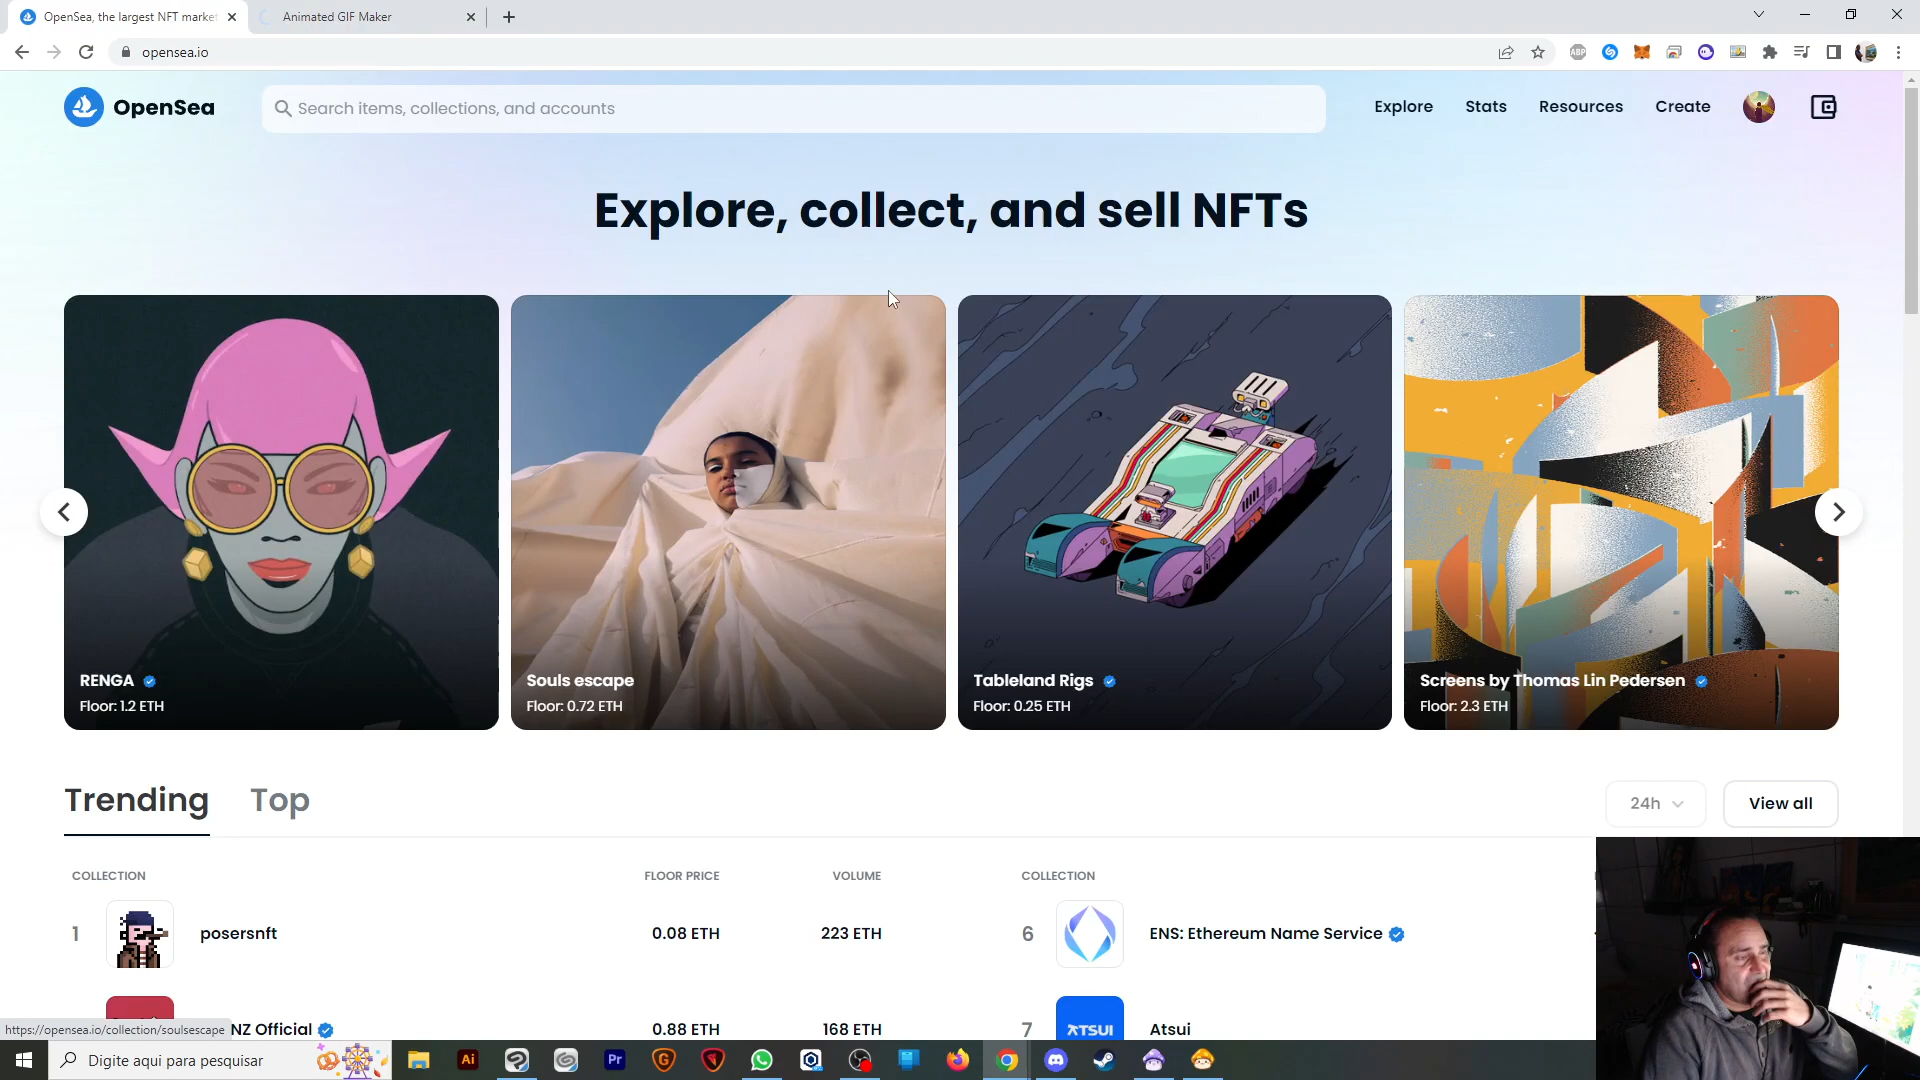 OpenSea, the largest NFT market
Animated GIF Maker
opensea.io
ABP
OpenSea
Search items, collections, and accounts
Explore
Stats
Resources
Create
Explore, collect, and sell NFTs
RENGA
Floor: 1.2 ETH
Souls escape
Floor: 0.72 ETH
Tableland Rigs
Floor: 0.25 ETH
Screens by Thomas Lin Pedersen
Floor: 2.3 ETH
Trending
Top
24h
View all
COLLECTION
FLOOR PRICE
VOLUME
COLLECTION
1
posersnft
0.08 ETH
223 ETH
6
ENS: Ethereum Name Service
NZ Official
0.88 ETH
168 ETH
7
ATSUI
Atsui
https://opensea.io/collection/soulsescape
Digite aqui para pesquisar
Ai
Pr
G